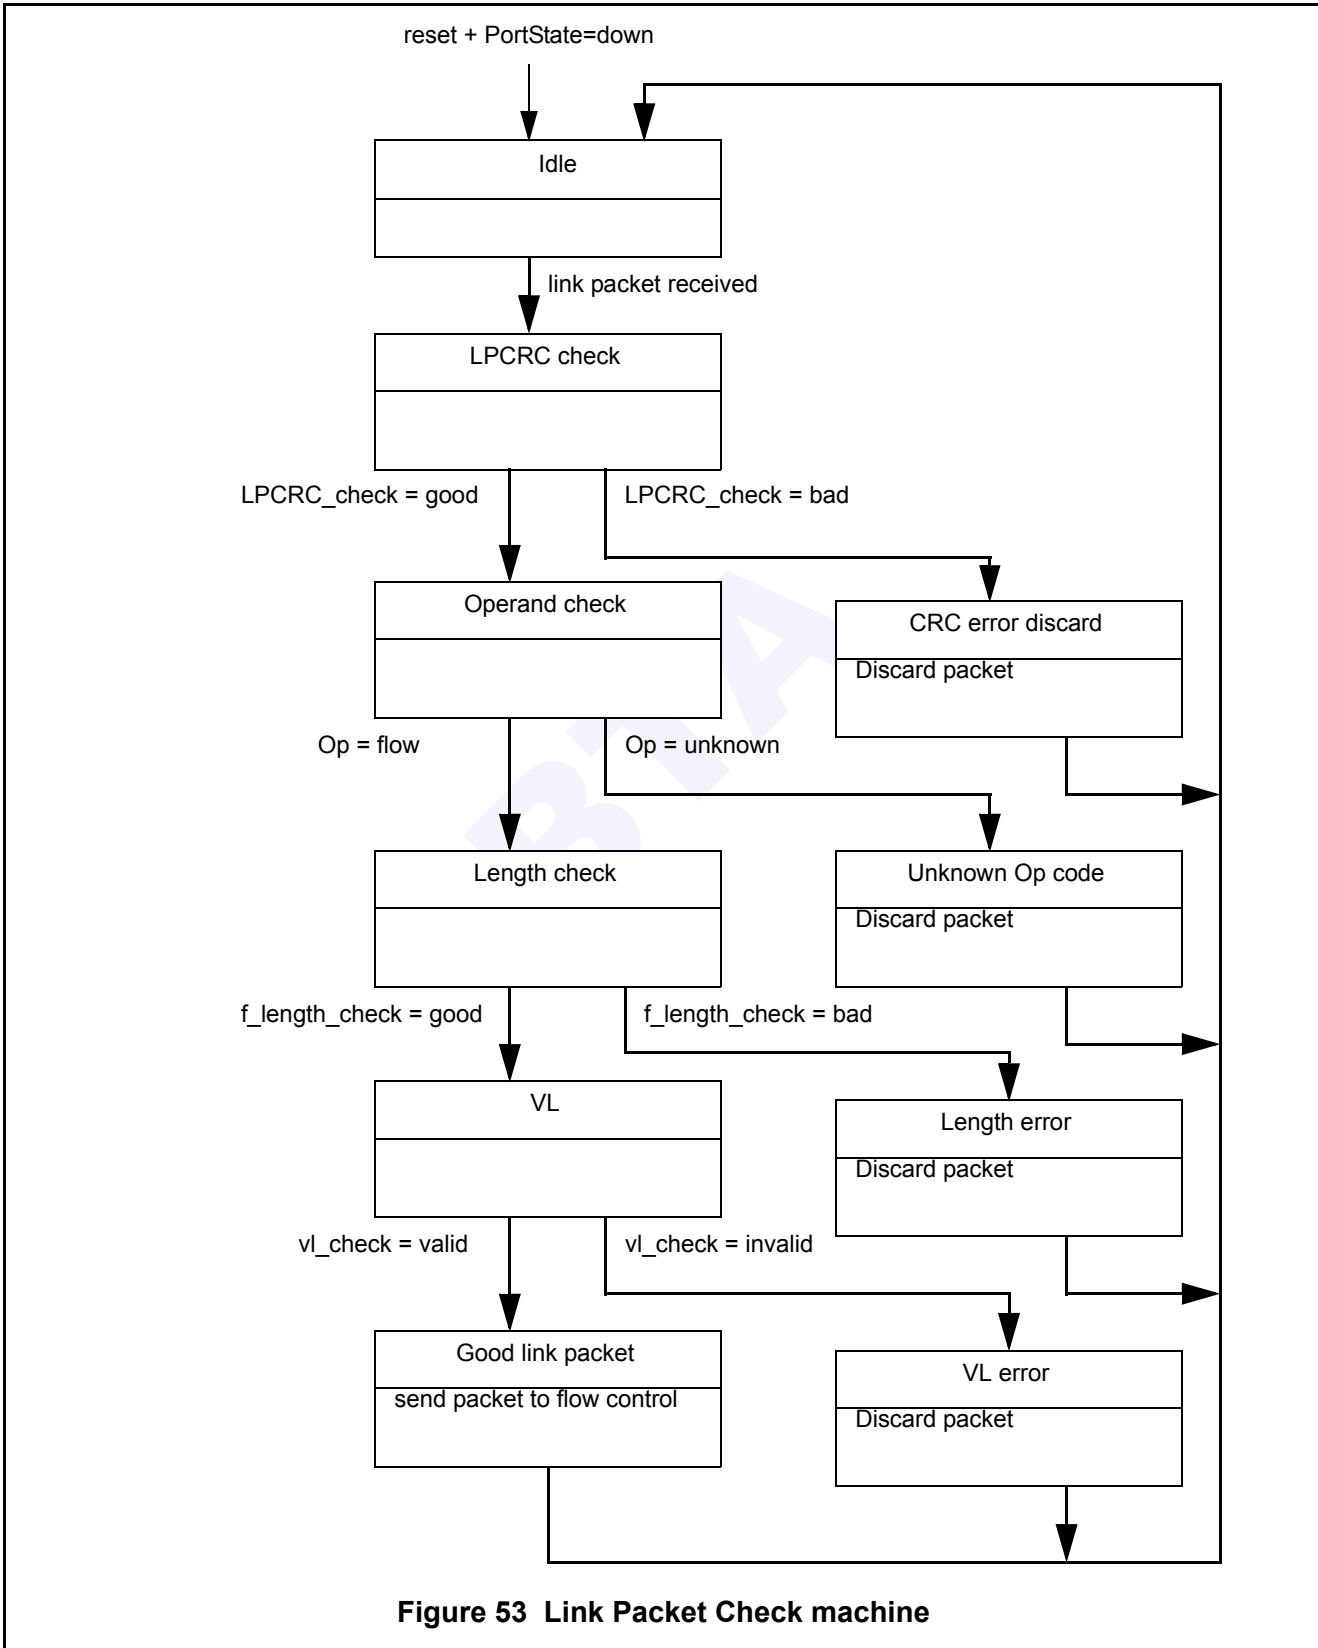 reset + PortState=down
Idle
link packet received
LPCRC check
LPCRC_check = good
LPCRC_check = bad
Operand check
CRC error discard
Discard packet
Op = flow
Op = unknown
Length check
Unknown Op code
Discard packet
f_length_check = good
f_length_check = bad
VL
Length error
Discard packet
vl_check = valid
vl_check = invalid
Good link packet
send packet to flow control
VL error
Discard packet
Figure 53 Link Packet Check machine